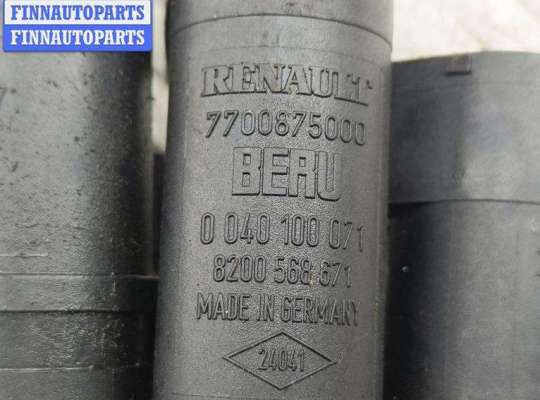 FINNAUTOPARTS
FINNAUTOPARTS
RENAULT
7700875000
BERU
0 040 100 071
8200 568 671
MADE IN GERMANY
24041